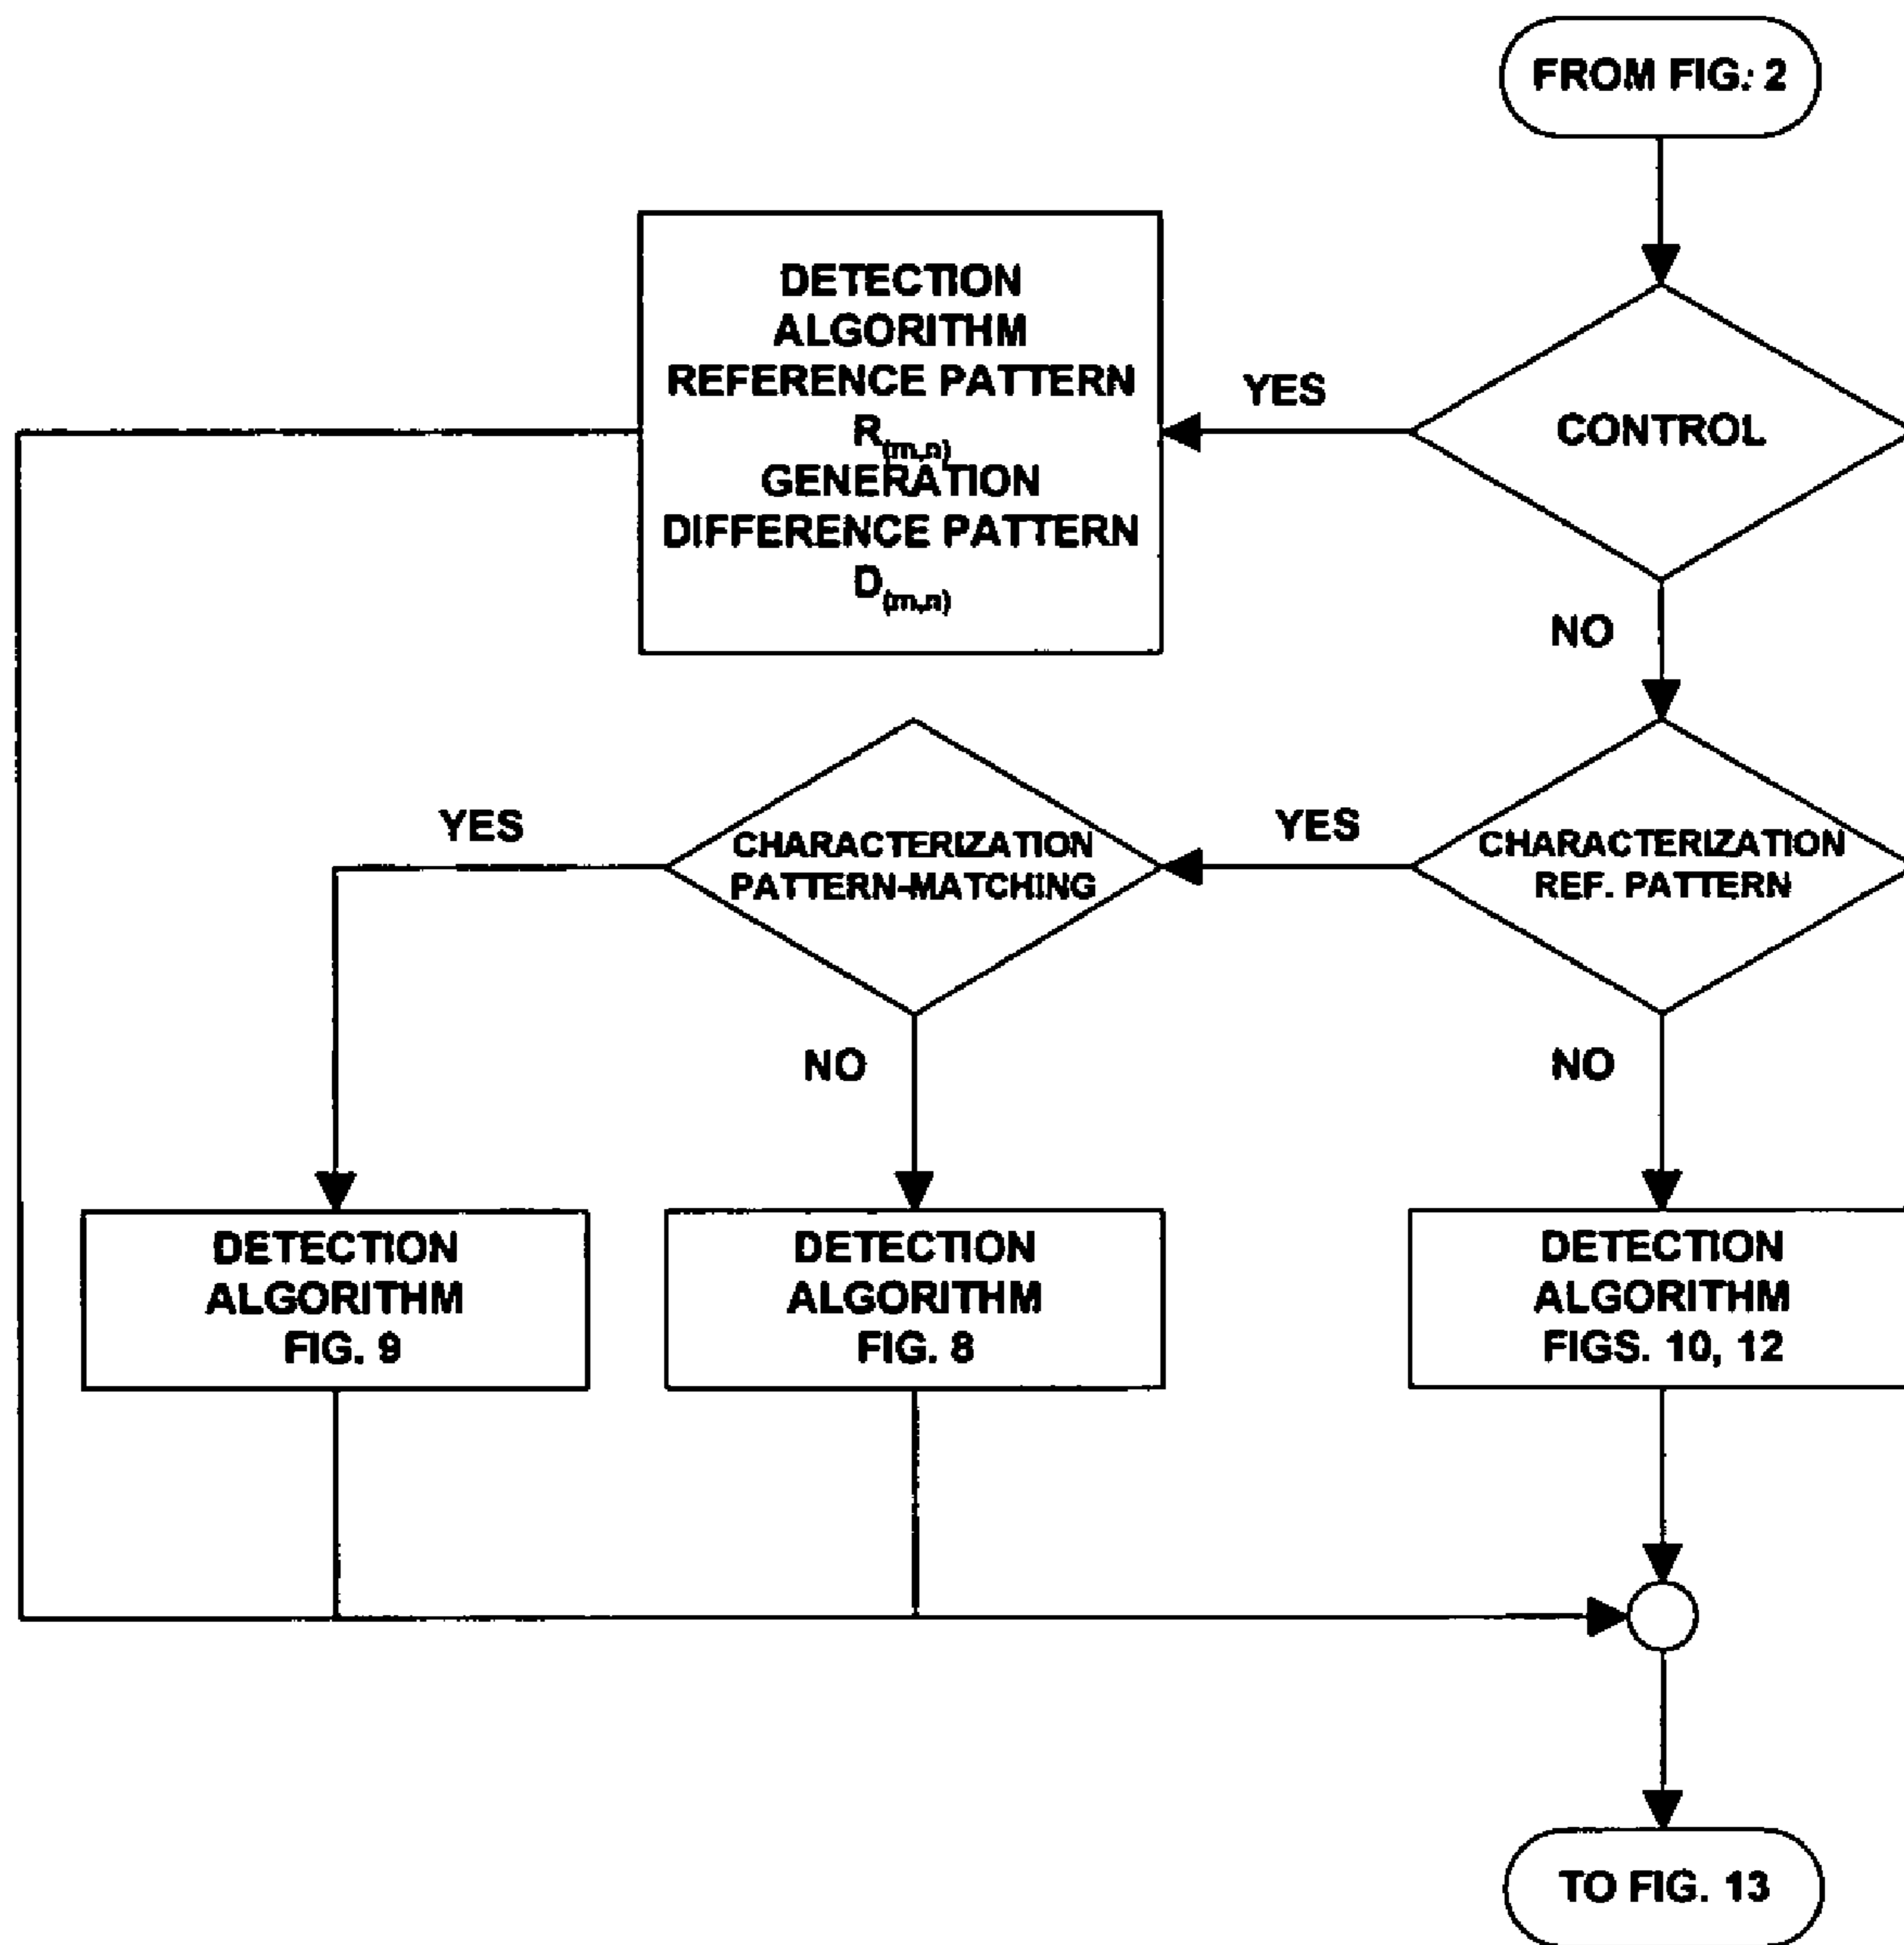 FROM FIG: 2
DETECTION
ALGORITHM
REFERENCE PATTERN
R(m,n)
GENERATION
DIFFERENCE PATTERN
D(m,n)
YES
CONTROL
NO
YES
CHARACTERIZATION
PATTERN-MATCHING
YES
CHARACTERIZATION
REF. PATTERN
NO
NO
DETECTION
ALGORITHM
FIG. 9
DETECTION
ALGORITHM
FIG. 8
DETECTION
ALGORITHM
FIGS. 10, 12
TO FIG. 13